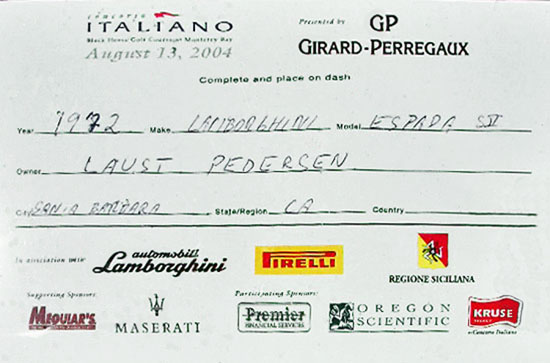 concorso
ITALIANO
Black Horse Golf Course at Monterey Bay
August 13, 2004
Presented by GP
GIRARD-PERREGAUX
Complete and place on dash
Year 1972 Make LAMBORGHINI Model ESPADA SII
Owner LAUST PEDERSEN
City SANTA BARBARA State/Region CA Country
In association with automobili Lamborghini PIRELLI
REGIONE SICILIANA
Supporting Sponsors: Participating Sponsors:
MEGUIAR'S MASERATI Premier FINANCIAL SERVICES OREGON SCIENTIFIC KRUSE